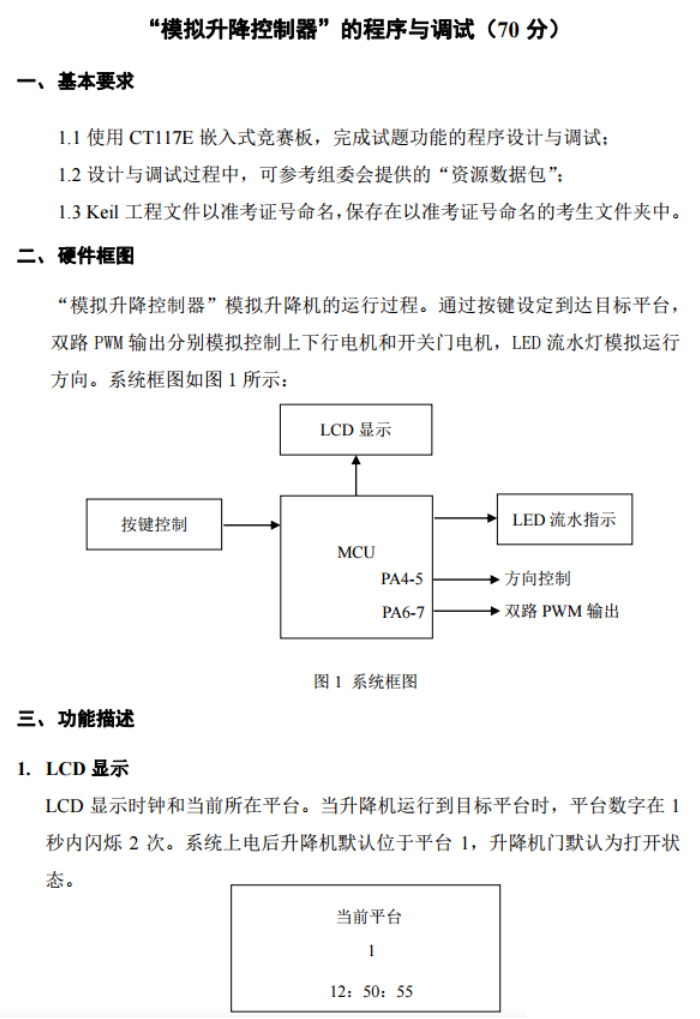 “模拟升降控制器”的程序与调试（70 分）
一、基本要求
1.1 使用 CT117E 嵌入式竞赛板，完成试题功能的程序设计与调试；
1.2 设计与调试过程中，可参考组委会提供的“资源数据包”；
1.3 Keil 工程文件以准考证号命名，保存在以准考证号命名的考生文件夹中。
二、硬件框图
“模拟升降控制器”模拟升降机的运行过程。通过按键设定到达目标平台，
双路 PWM 输出分别模拟控制上下行电机和开关门电机，LED 流水灯模拟运行
方向。系统框图如图 1 所示：
LCD 显示
按键控制
MCU
LED 流水指示
PA4-5
方向控制
PA6-7
双路 PWM 输出
图 1 系统框图
三、功能描述
1. LCD 显示
LCD 显示时钟和当前所在平台。当升降机运行到目标平台时，平台数字在 1
秒内闪烁 2 次。系统上电后升降机默认位于平台 1，升降机门默认为打开状
态。
当前平台
1
12：50：55